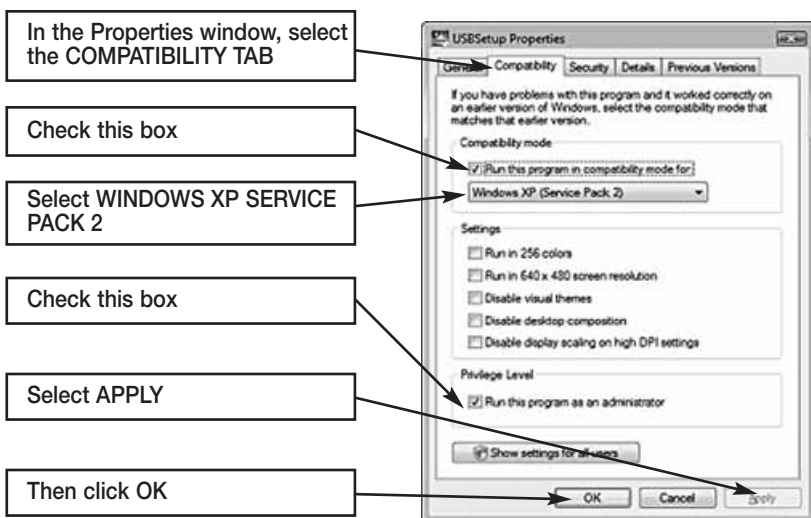 In the Properties window, select
the COMPATIBILITY TAB
Check this box
Select WINDOWS XP SERVICE
PACK 2
Check this box
Select APPLY
Then click OK
USBSetup Properties
General Compatibility Security Details Previous Versions
If you have problems with this program and it worked correctly on
an earlier version of Windows, select the compatibility mode that
matches that earlier version.
Compatibility mode
Run this program in compatibility mode for:
Windows XP (Service Pack 2)
Settings
Run in 256 colors
Run in 640 x 480 screen resolution
Disable visual themes
Disable desktop composition
Disable display scaling on high DPI settings
Privilege Level
Run this program as an administrator
Show settings for all users
OK Cancel Apply